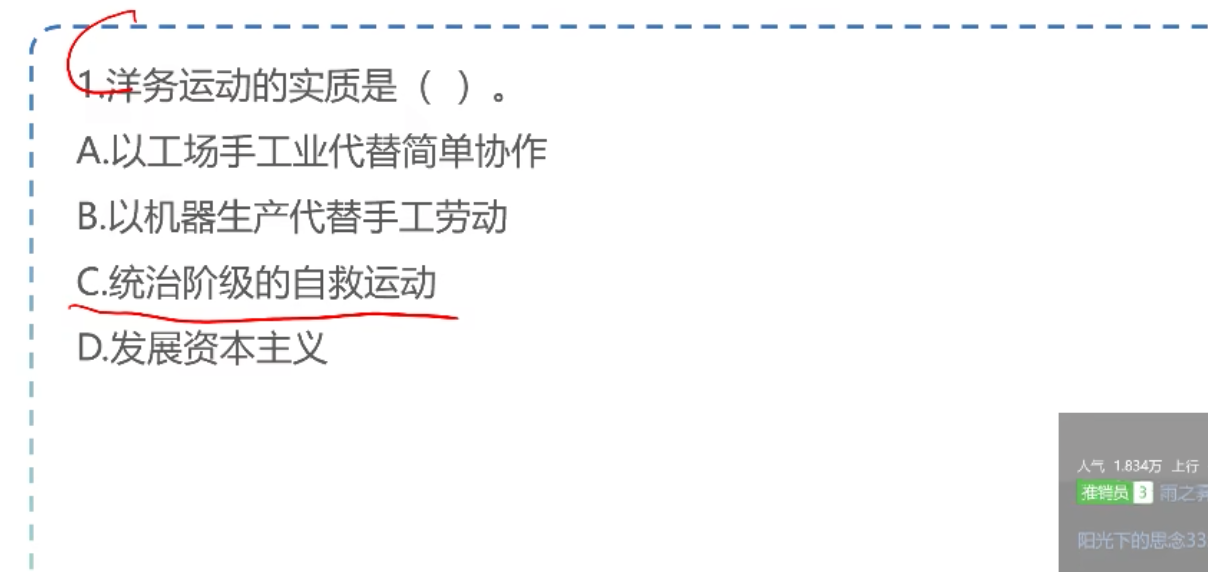 1.洋务运动的实质是（ ）。
A.以工场手工业代替简单协作
B.以机器生产代替手工劳动
C.统治阶级的自救运动
D.发展资本主义
人气 1.834万 上行
推销员 3 雨之
阳光下的思念33